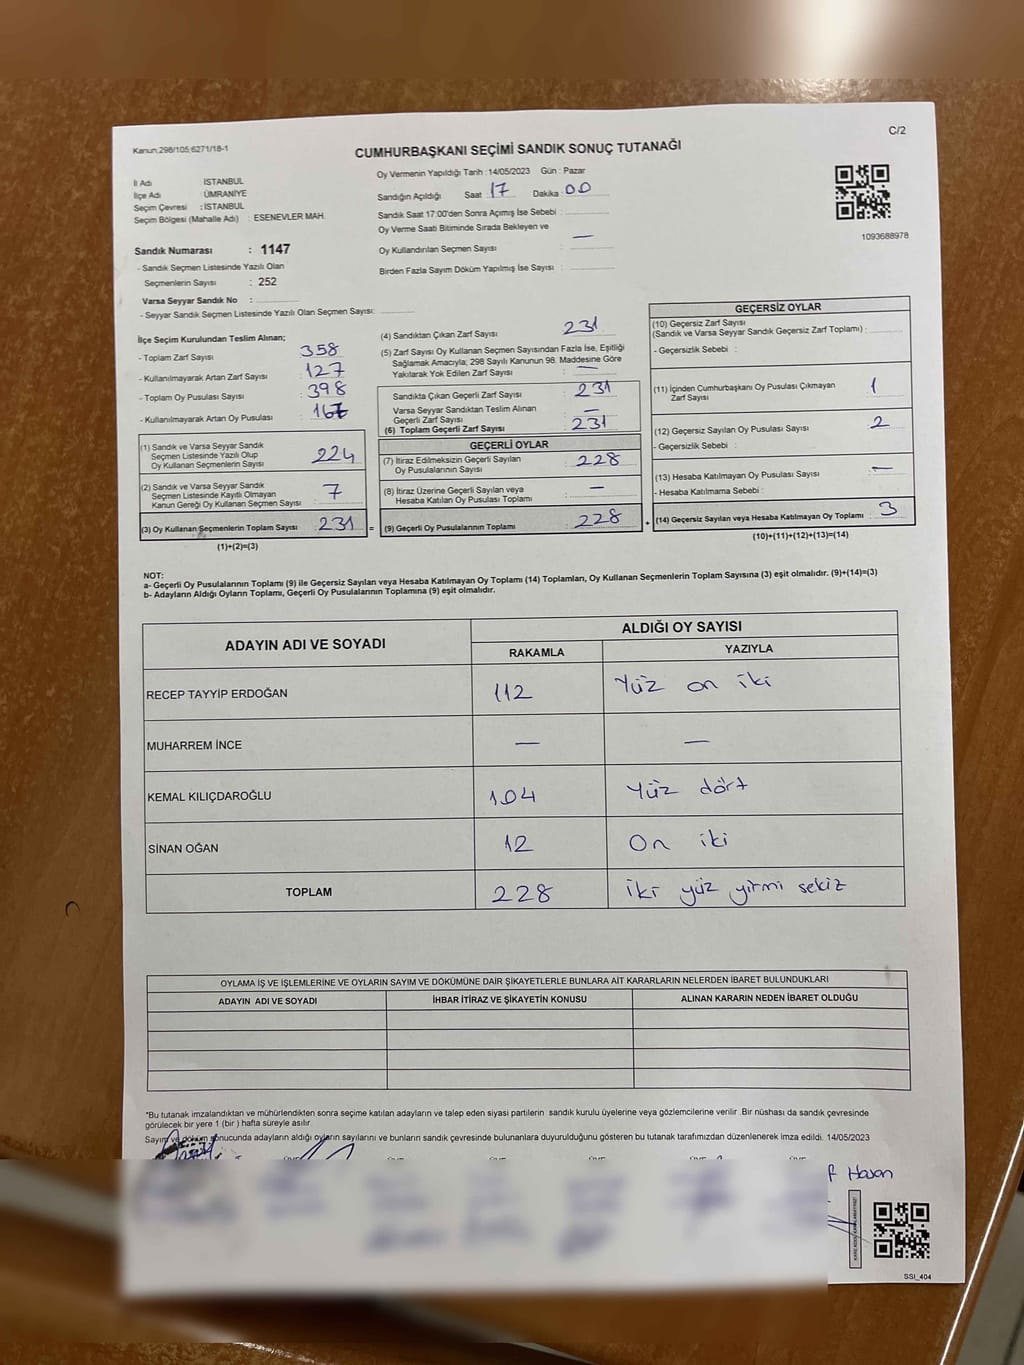 C/2
Kanun;298/105;6271/18-1
CUMHURBAŞKANI SEÇİMİ SANDIK SONUÇ TUTANAĞI
İl Adı : İSTANBUL
İlçe Adı : ÜMRANİYE
Seçim Çevresi : İSTANBUL
Seçim Bölgesi (Mahalle Adı) : ESENEVLER MAH.
Sandık Numarası : 1147
- Sandık Seçmen Listesinde Yazılı Olan
Seçmenlerin Sayısı : 252
Varsa Seyyar Sandık No :
- Seyyar Sandık Seçmen Listesinde Yazılı Olan Seçmen Sayısı:
Oy Vermenin Yapıldığı Tarih :14/05/2023 Gün : Pazar
Sandığın Açıldığı Saat 17 Dakika : 00
Sandık Saat 17:00'den Sonra Açımış İse Sebebi :
Oy Verme Saati Bitiminde Sırada Bekleyen ve
Oy Kullandırılan Seçmen Sayısı : —
Birden Fazla Sayım Döküm Yapılmış İse Sayısı :
1093688978
İlçe Seçim Kurulundan Teslim Alınan;
- Toplam Zarf Sayısı : 358
- Kullanılmayarak Artan Zarf Sayısı : 127
- Toplam Oy Pusulası Sayısı : 398
- Kullanılmayarak Artan Oy Pusulası : 167
(1) Sandık ve Varsa Seyyar Sandık
Seçmen Listesinde Yazılı Olup
Oy Kullanan Seçmenlerin Sayısı : 224
(2) Sandık ve Varsa Seyyar Sandık
Seçmen Listesinde Kayıtlı Olmayan
Kanun Gereği Oy Kullanan Seçmen Sayısı : 7
(3) Oy Kullanan Seçmenlerin Toplam Sayısı : 231 =
(1)+(2)=(3)
(4) Sandıktan Çıkan Zarf Sayısı : 231
(5) Zarf Sayısı Oy Kullanan Seçmen Sayısından Fazla İse, Eşitliği
Sağlamak Amacıyla; 298 Sayılı Kanunun 98. Maddesine Göre
Yakılarak Yok Edilen Zarf Sayısı : —
Sandıkta Çıkan Geçerli Zarf Sayısı : 231
Varsa Seyyar Sandıktan Teslim Alınan
Geçerli Zarf Sayısı : —
(6) Toplam Geçerli Zarf Sayısı : 231
GEÇERLİ OYLAR
(7) İtiraz Edilmeksizin Geçerli Sayılan
Oy Pusulalarının Sayısı : 228
(8) İtiraz Üzerine Geçerli Sayılan veya
Hesaba Katılan Oy Pusulası Toplamı : —
(9) Geçerli Oy Pusulalarının Toplamı : 228 +
GEÇERSİZ OYLAR
(10) Geçersiz Zarf Sayısı
(Sandık ve Varsa Seyyar Sandık Geçersiz Zarf Toplamı) :
- Geçersizlik Sebebi :
(11) İçinden Cumhurbaşkanı Oy Pusulası Çıkmayan
Zarf Sayısı : 1
(12) Geçersiz Sayılan Oy Pusulası Sayısı : 2
- Geçersizlik Sebebi :
(13) Hesaba Katılmayan Oy Pusulası Sayısı : —
- Hesaba Katılmama Sebebi :
(14) Geçersiz Sayılan veya Hesaba Katılmayan Oy Toplamı : 3
(10)+(11)+(12)+(13)=(14)
NOT:
a- Geçerli Oy Pusulalarının Toplamı (9) ile Geçersiz Sayılan veya Hesaba Katılmayan Oy Toplamı (14) Toplamları, Oy Kullanan Seçmenlerin Toplam Sayısına (3) eşit olmalıdır. (9)+(14)=(3)
b- Adayların Aldığı Oyların Toplamı, Geçerli Oy Pusulalarının Toplamına (9) eşit olmalıdır.
ADAYIN ADI VE SOYADI ALDIĞI OY SAYISI
RAKAMLA YAZIYLA
RECEP TAYYİP ERDOĞAN 112 Yüz on iki
MUHARREM İNCE — —
KEMAL KILIÇDAROĞLU 104 Yüz dört
SİNAN OĞAN 12 On iki
TOPLAM 228 iki yüz yirmi sekiz
OYLAMA İŞ VE İŞLEMLERİNE VE OYLARIN SAYIM VE DÖKÜMÜNE DAİR ŞİKAYETLERLE BUNLARA AİT KARARLARIN NELERDEN İBARET BULUNDUKLARI
ADAYIN ADI VE SOYADI İHBAR İTİRAZ VE ŞİKAYETİN KONUSU ALINAN KARARIN NEDEN İBARET OLDUĞU
*Bu tutanak imzalandıktan ve mühürlendikten sonra seçime katılan adayların ve talep eden siyasi partilerin sandık kurulu üyelerine veya gözlemcilerine verilir .Bir nüshası da sandık çevresinde
görülecek bir yere 1 (bir ) hafta süreyle asılır
Sayım ve döküm sonucunda adayların aldığı oyların sayılarını ve bunların sandık çevresinde bulunanlara duyurulduğunu gösteren bu tutanak tarafımızdan düzenlenerek imza edildi. 14/05/2023
Hasan
SSI_404